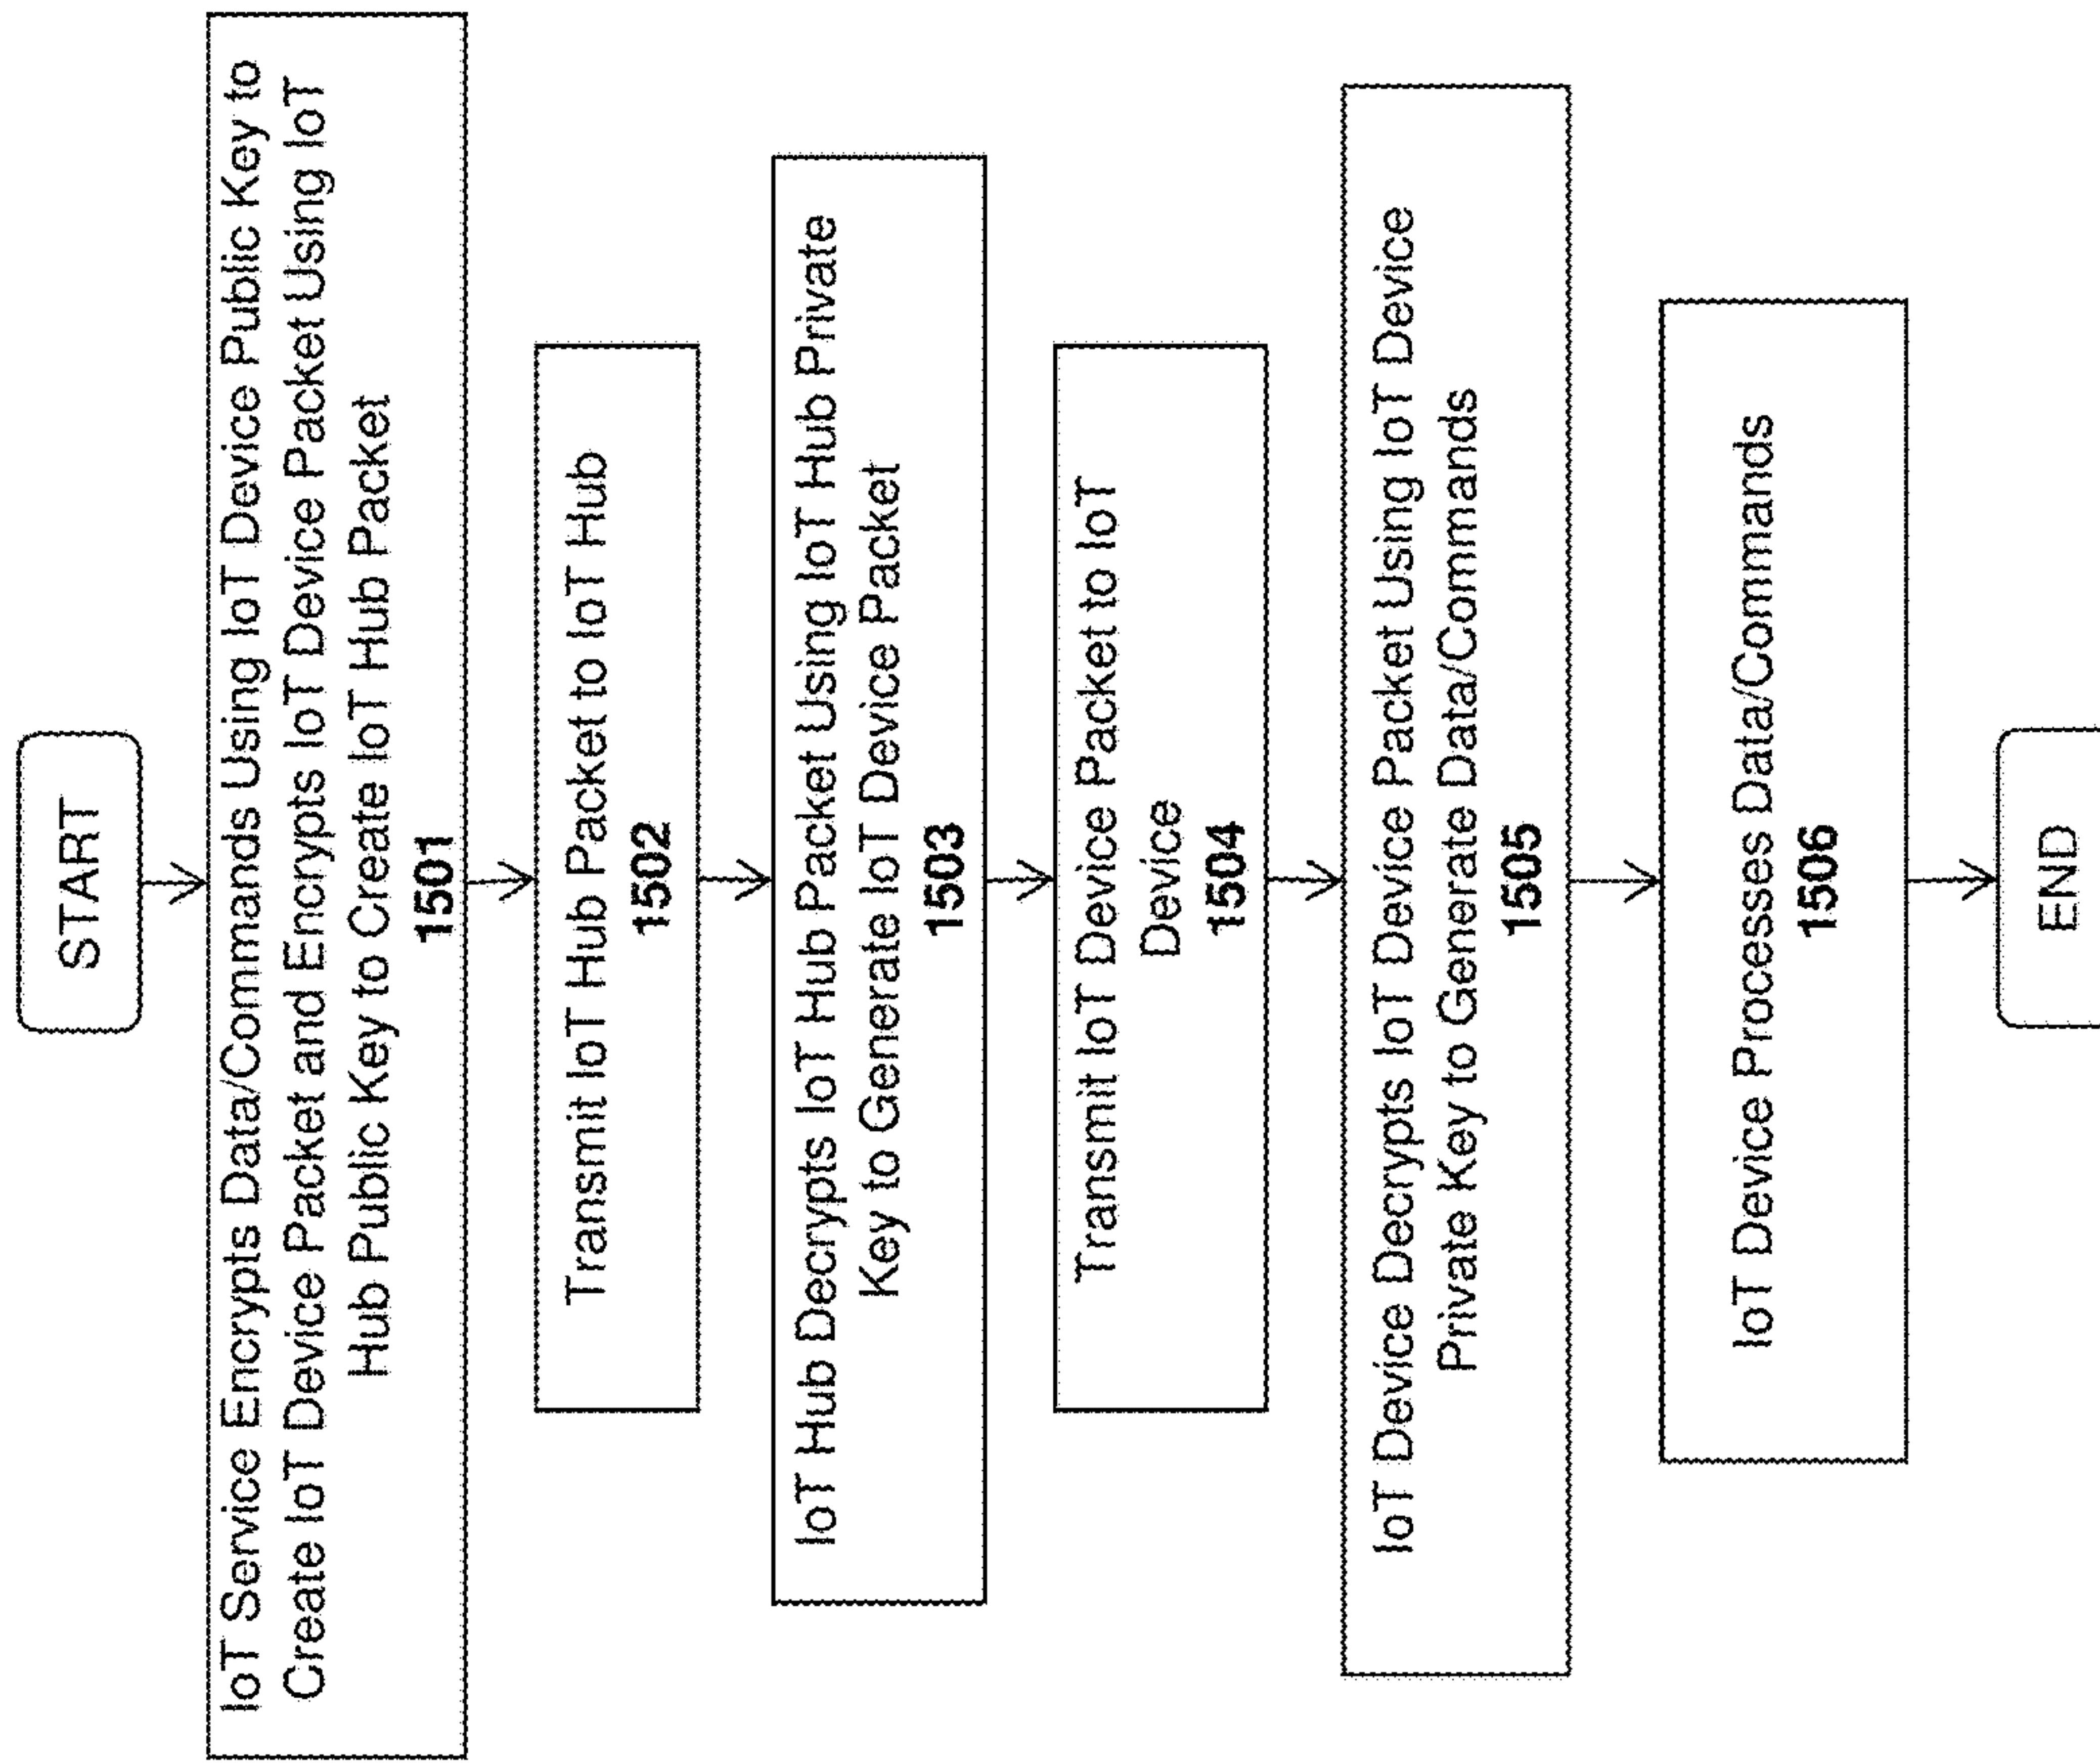 START
IoT Service Encrypts Data/Commands Using IoT Device Public Key to
Create IoT Device Packet and Encrypts IoT Device Packet Using IoT
Hub Public Key to Create IoT Hub Packet
1501
Transmit IoT Hub Packet to IoT Hub
1502
IoT Hub Decrypts IoT Hub Packet Using IoT Hub Private
Key to Generate IoT Device Packet
1503
Transmit IoT Device Packet to IoT
Device
1504
IoT Device Decrypts IoT Device Packet Using IoT Device
Private Key to Generate Data/Commands
1505
IoT Device Processes Data/Commands
1506
END